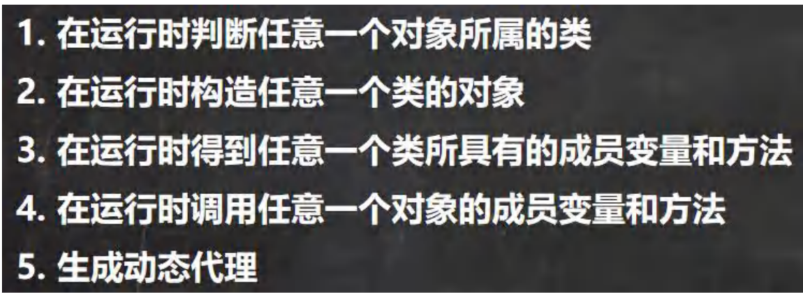 1. 在运行时判断任意一个对象所属的类
2. 在运行时构造任意一个类的对象
3. 在运行时得到任意一个类所具有的成员变量和方法
4. 在运行时调用任意一个对象的成员变量和方法
5. 生成动态代理